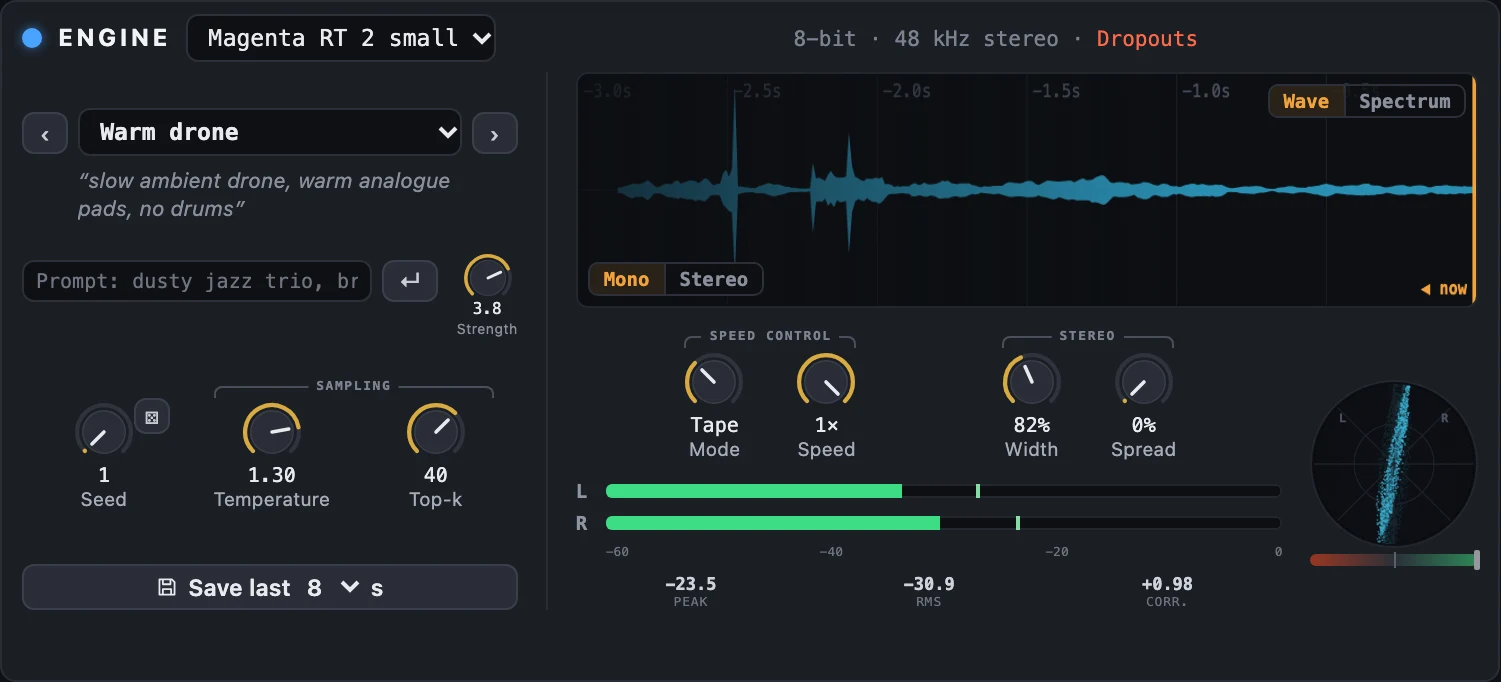 ENGINE
Magenta RT 2 small
8-bit · 48 kHz stereo · Dropouts
‹
Warm drone
›
“slow ambient drone, warm analogue
pads, no drums”
Prompt: dusty jazz trio, br
3.8
Strength
SAMPLING
1
Seed
1.30
Temperature
40
Top-k
Save last 8 s
-3.0s
-2.5s
-2.0s
-1.5s
-1.0s
Wave
Spectrum
Mono
Stereo
◀ now
SPEED CONTROL
Tape
Mode
1×
Speed
STEREO
82%
Width
0%
Spread
L
R
-60
-40
-20
0
-23.5
PEAK
-30.9
RMS
+0.98
CORR.
L
R